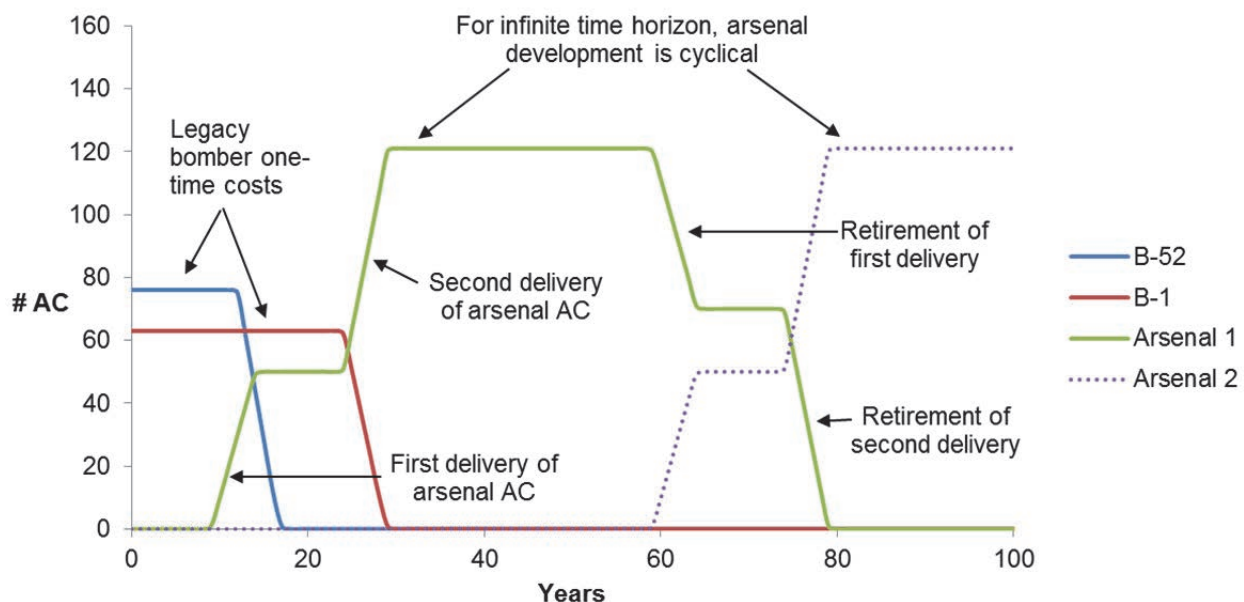 For infinite time horizon, arsenal
development is cyclical
160
140
120
100
80
60
40
20
0
# AC
Legacy
bomber one-
time costs
Second delivery
of arsenal AC
First delivery of
arsenal AC
Retirement of
first delivery
Retirement of
second delivery
B-52
B-1
Arsenal 1
Arsenal 2
0
20
40
60
80
100
Years